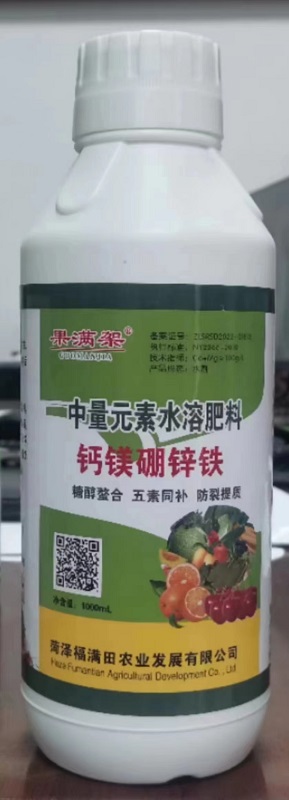 果满架
GUOMANJIA
中量元素水溶肥料
钙镁硼锌铁
糖醇螯合 五素同补 防裂提质
净含量：1000mL
菏泽福满田农业发展有限公司
Heze Fumantian Agricultural Development Co., Ltd